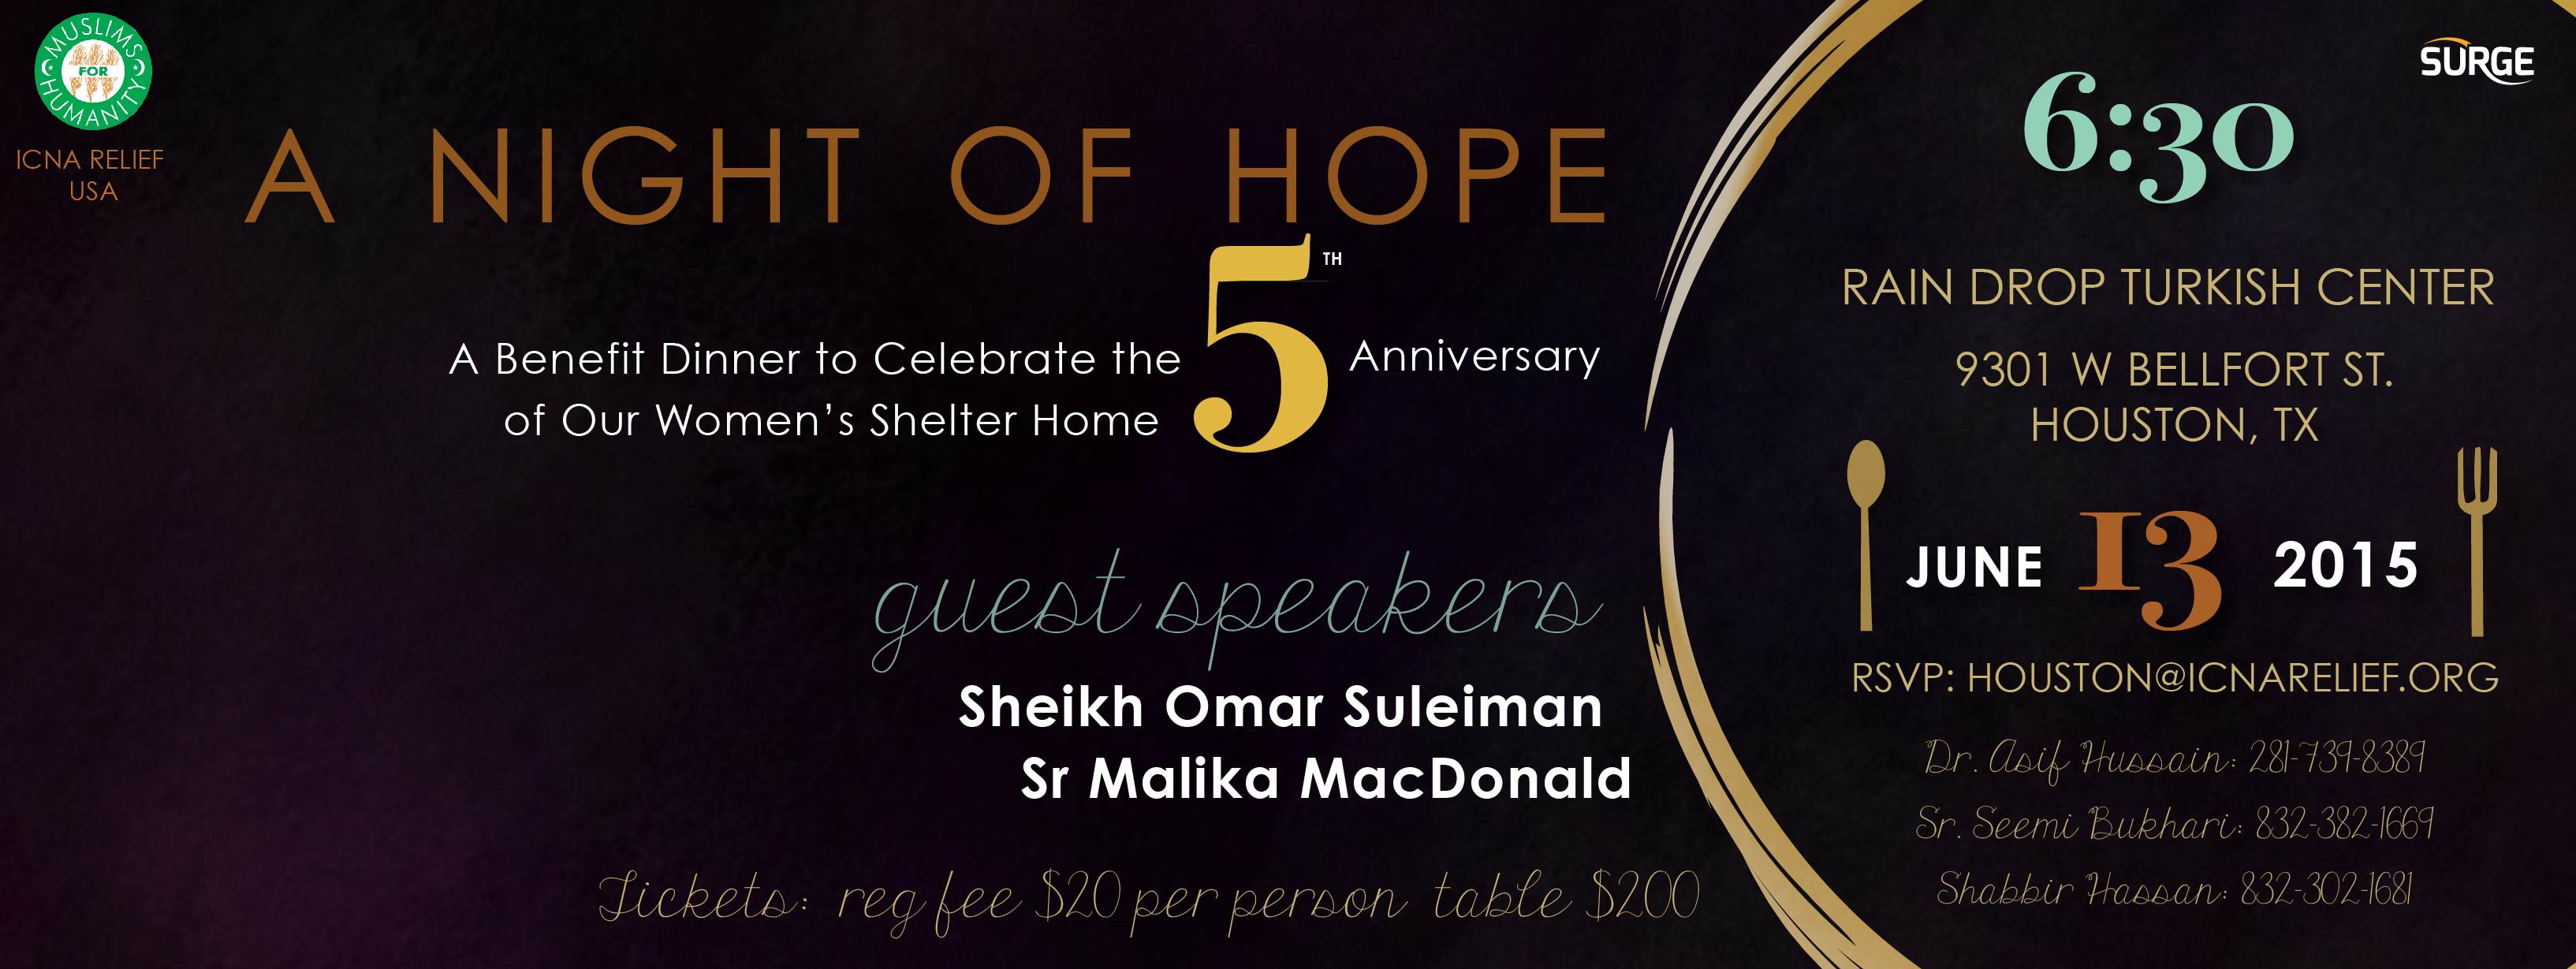 MUSLIMS
FOR
HUMANITY
ICNA RELIEF
USA
A NIGHT OF HOPE
A Benefit Dinner to Celebrate the 5TH Anniversary
of Our Women's Shelter Home
guest speakers
Sheikh Omar Suleiman
Sr Malika MacDonald
Tickets: reg fee $20 per person table $200
SURGE
6:30
RAIN DROP TURKISH CENTER
9301 W BELLFORT ST.
HOUSTON, TX
JUNE 13 2015
RSVP: HOUSTON@ICNARELIEF.ORG
Dr. Asif Hussain: 281-739-8389
Sr. Seemi Bukhari: 832-382-1669
Shabbir Hassan: 832-302-1681